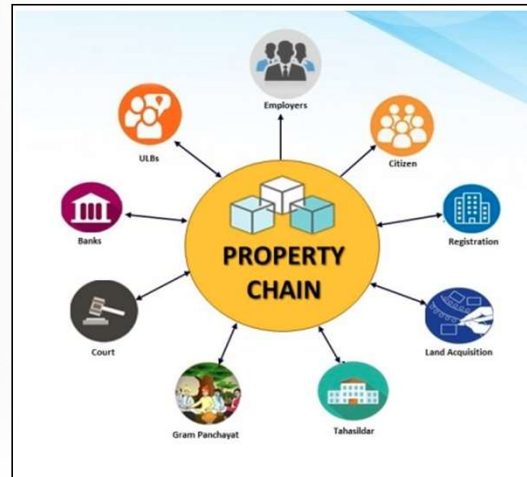 Employers
Citizen
ULBs
Banks
Registration
PROPERTY
CHAIN
Court
Land Acquisition
Gram Panchayat
Tahasildar